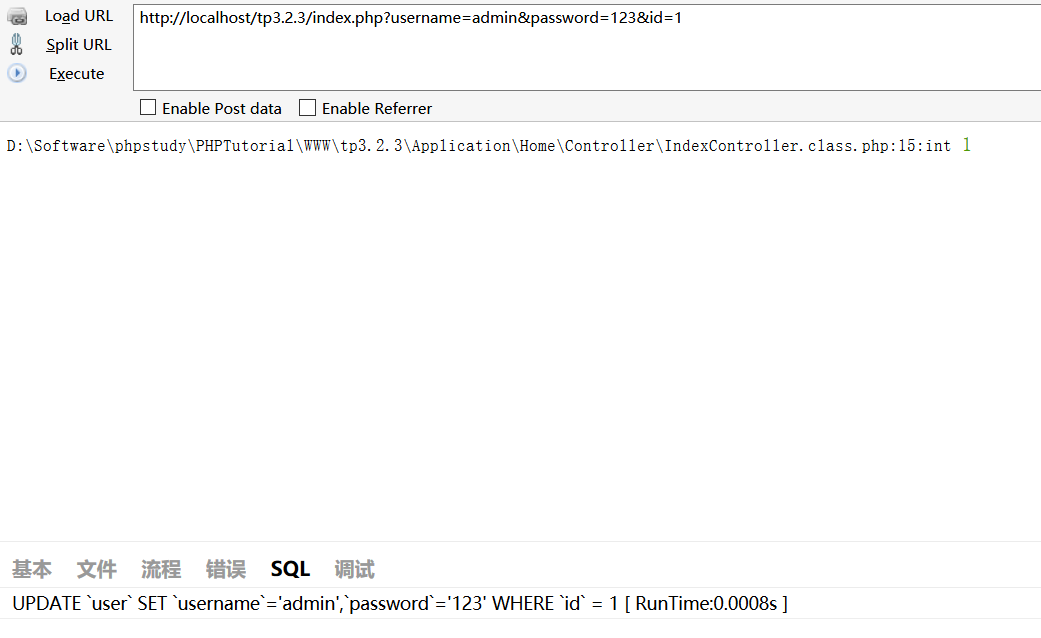 Load URL
http://localhost/tp3.2.3/index.php?username=admin&password=123&id=1
Split URL
Execute
Enable Post data Enable Referrer
D:\Software\phpstudy\PHPTutorial\WWW\tp3.2.3\Application\Home\Controller\IndexController.class.php:15:int 1
基本 文件 流程 错误 SQL 调试
UPDATE `user` SET `username`='admin',`password`='123' WHERE `id` = 1 [ RunTime:0.0008s ]